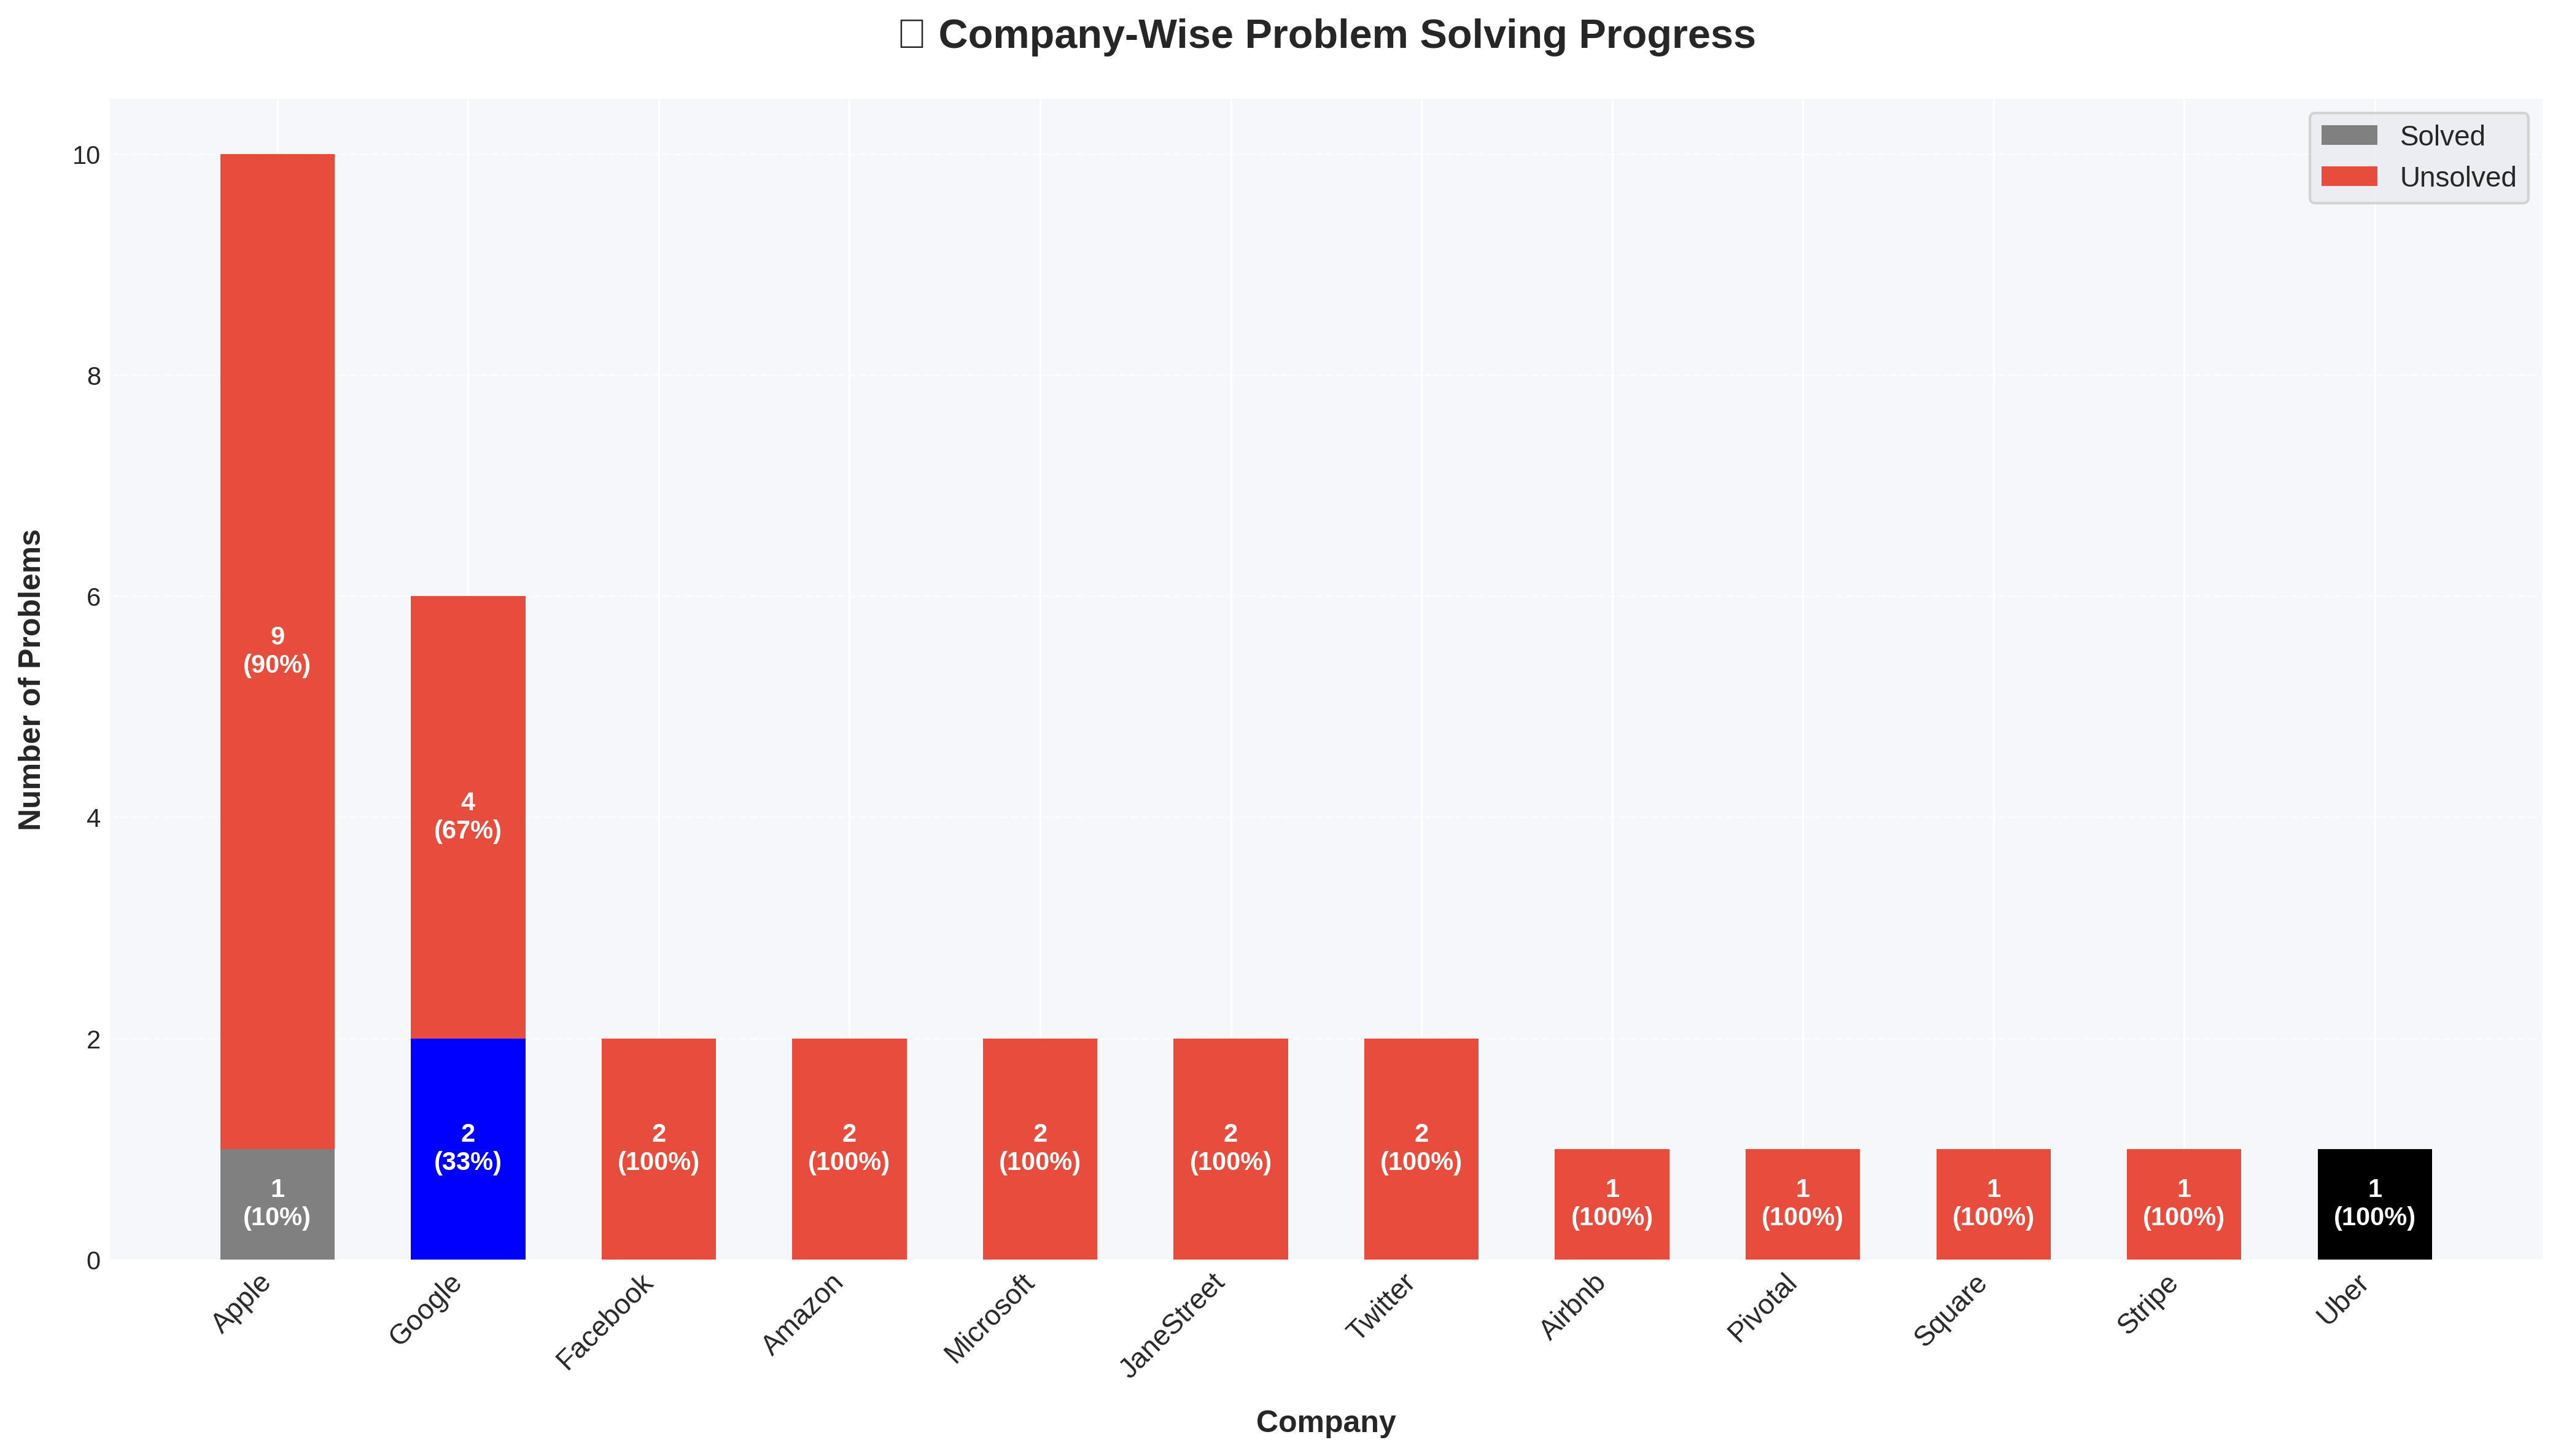 Company-Wise Problem Solving Progress
Solved
Unsolved
Number of Problems
10
8
6
4
2
0
9
(90%)
1
(10%)
4
(67%)
2
(33%)
2
(100%)
2
(100%)
2
(100%)
2
(100%)
2
(100%)
1
(100%)
1
(100%)
1
(100%)
1
(100%)
1
(100%)
Apple
Google
Facebook
Amazon
Microsoft
JaneStreet
Twitter
Airbnb
Pivotal
Square
Stripe
Uber
Company